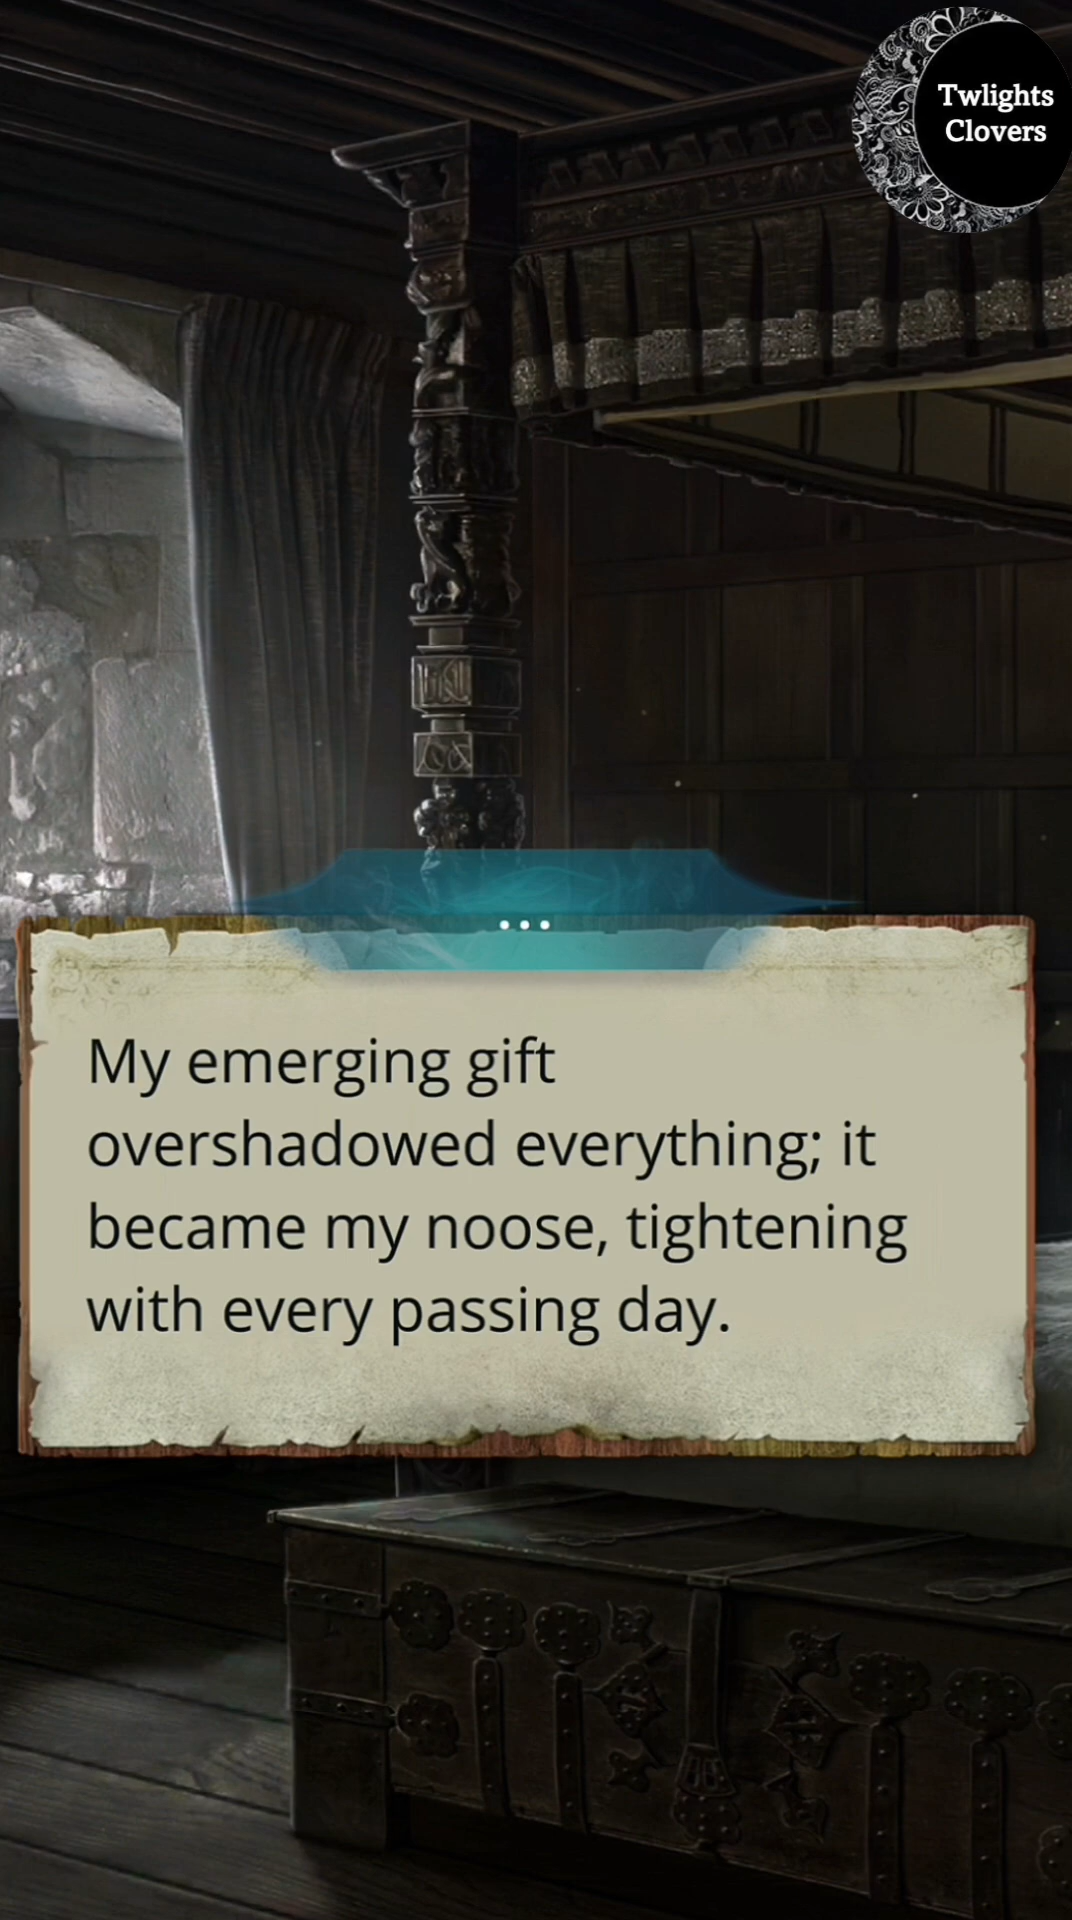 Twlights
Clovers
...
My emerging gift
overshadowed everything; it
became my noose, tightening
with every passing day.